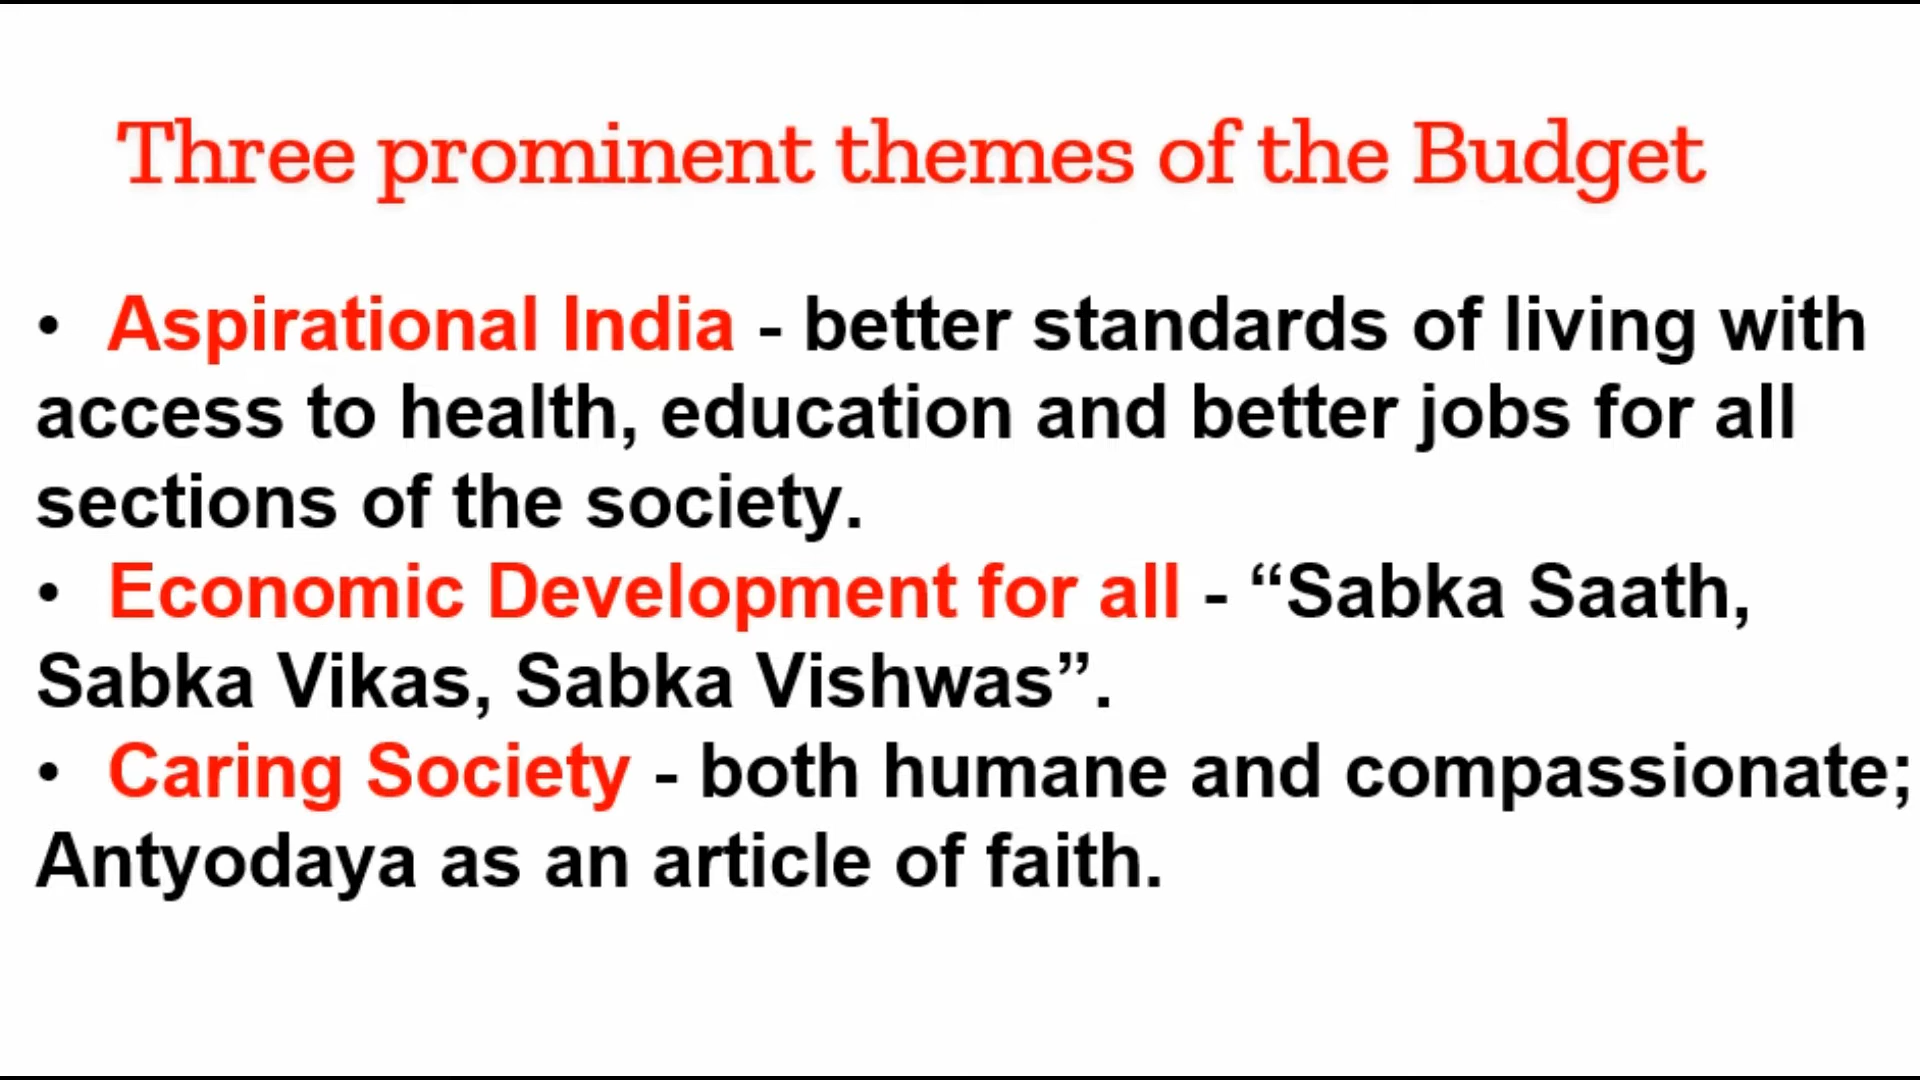 Three prominent themes of the Budget
• Aspirational India - better standards of living with
access to health, education and better jobs for all
sections of the society.
• Economic Development for all - “Sabka Saath,
Sabka Vikas, Sabka Vishwas”.
• Caring Society - both humane and compassionate;
Antyodaya as an article of faith.